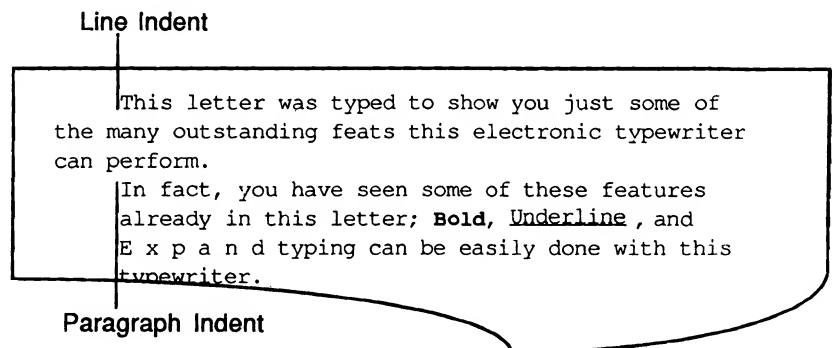 Line Indent
This letter was typed to show you just some of
the many outstanding feats this electronic typewriter
can perform.
In fact, you have seen some of these features
already in this letter; Bold, Underline, and
E x p a n d typing can be easily done with this
typewriter.
Paragraph Indent